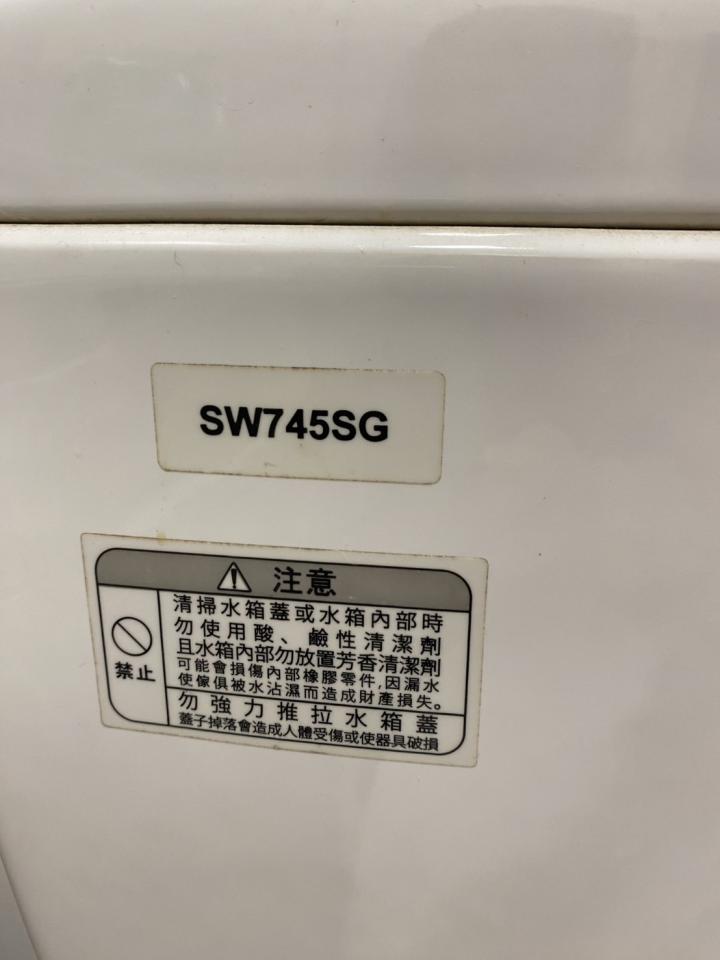 SW745SG
注意
禁止
清掃水箱蓋或水箱內部時
勿使用酸、鹼性清潔劑
且水箱內部勿放置芳香清潔劑
可能會損傷內部橡膠零件,因漏水
使傢俱被水沾濕而造成財產損失。
勿強力推拉水箱蓋
蓋子掉落會造成人體受傷或使器具破損